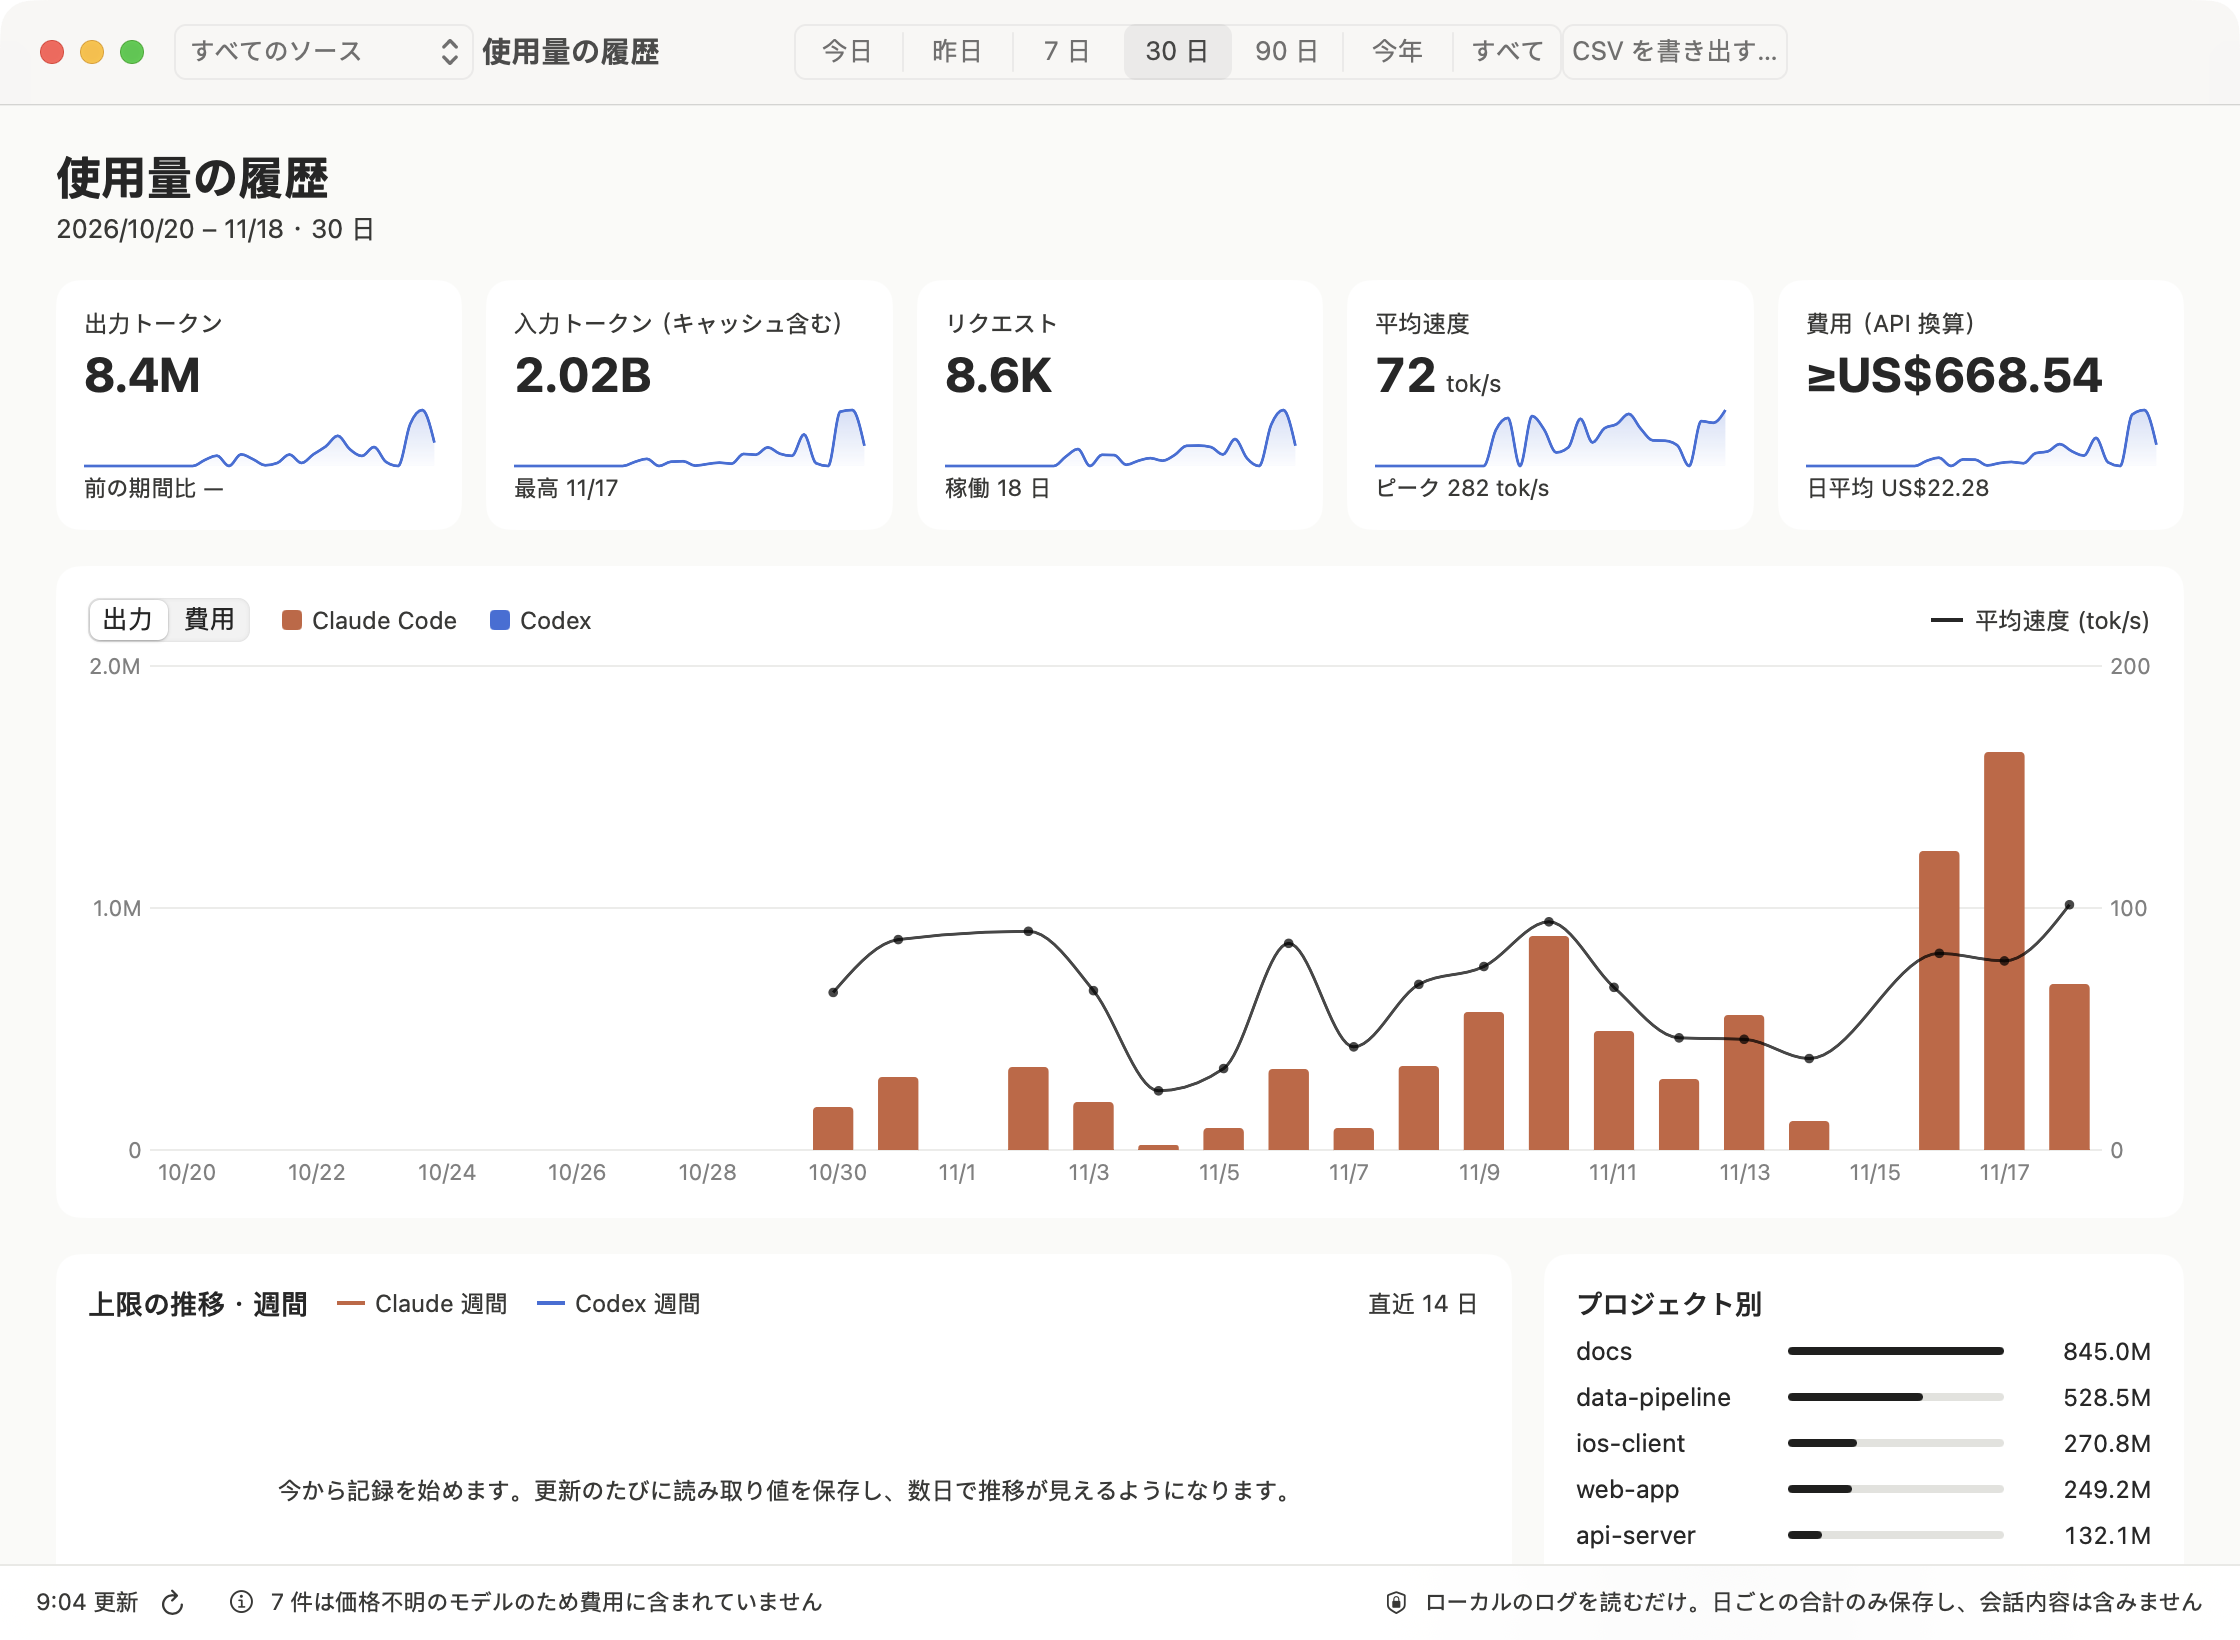 すべてのソース 使用量の履歴 今日 昨日 7 日 30 日 90 日 今年 すべて CSV を書き出す...
使用量の履歴
2026/10/20 – 11/18 · 30 日
出力トークン
8.4M
前の期間比 —
入力トークン（キャッシュ含む）
2.02B
最高 11/17
リクエスト
8.6K
稼働 18 日
平均速度
72 tok/s
ピーク 282 tok/s
費用（API 換算）
≥US$668.54
日平均 US$22.28
出力 費用 Claude Code Codex 平均速度 (tok/s)
2.0M 200
1.0M 100
0 0
10/20 10/22 10/24 10/26 10/28 10/30 11/1 11/3 11/5 11/7 11/9 11/11 11/13 11/15 11/17
上限の推移 · 週間 Claude 週間 Codex 週間 直近 14 日
今から記録を始めます。更新のたびに読み取り値を保存し、数日で推移が見えるようになります。
プロジェクト別
docs 845.0M
data-pipeline 528.5M
ios-client 270.8M
web-app 249.2M
api-server 132.1M
9:04 更新 7 件は価格不明のモデルのため費用に含まれていません ローカルのログを読むだけ。日ごとの合計のみ保存し、会話内容は含みません